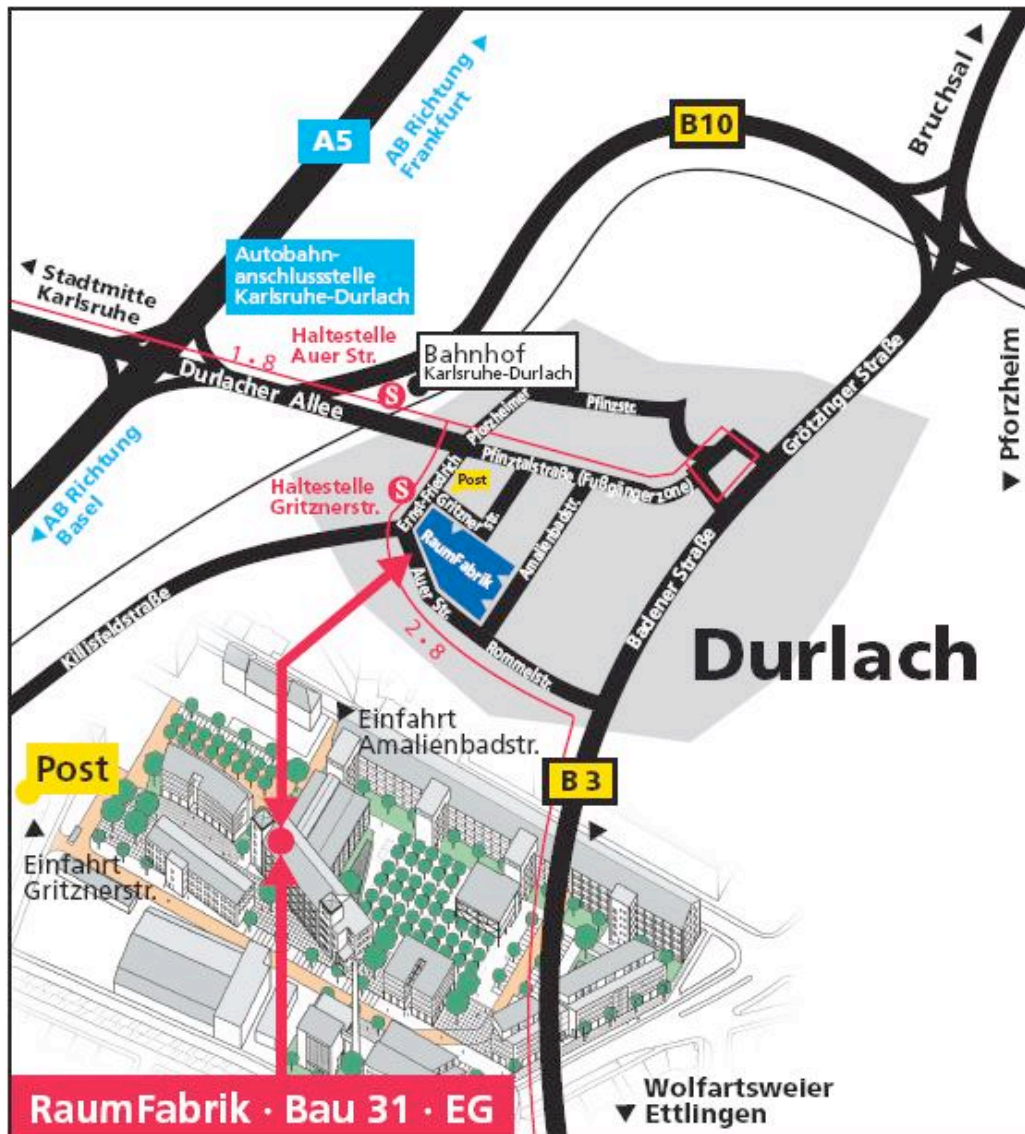 B10
Bruchsal
A5
AB Richtung
Frankfurt
Autobahn-
anschlussstelle
Karlsruhe-Durlach
Stadtmitte
Karlsruhe
Haltestelle
Auer Str.
1 • 8
S
Bahnhof
Karlsruhe-Durlach
Durlacher Allee
Pforzheimer
Pfinzstr.
Grötzinger Straße
Pforzheim
Pfinztalstraße (Fußgängerzone)
AB Richtung
Basel
Haltestelle
Gritznerstr.
S
Ernst-Friedrich
Post
Gritzner
str.
Amalienbadstr.
RaumFabrik
Auer Str.
2 • 8
Rommelstr.
Badener Straße
Killisfeldstraße
Durlach
Einfahrt
Amalienbadstr.
Post
B 3
Einfahrt
Gritznerstr.
RaumFabrik · Bau 31 · EG
Wolfartsweier
Ettlingen